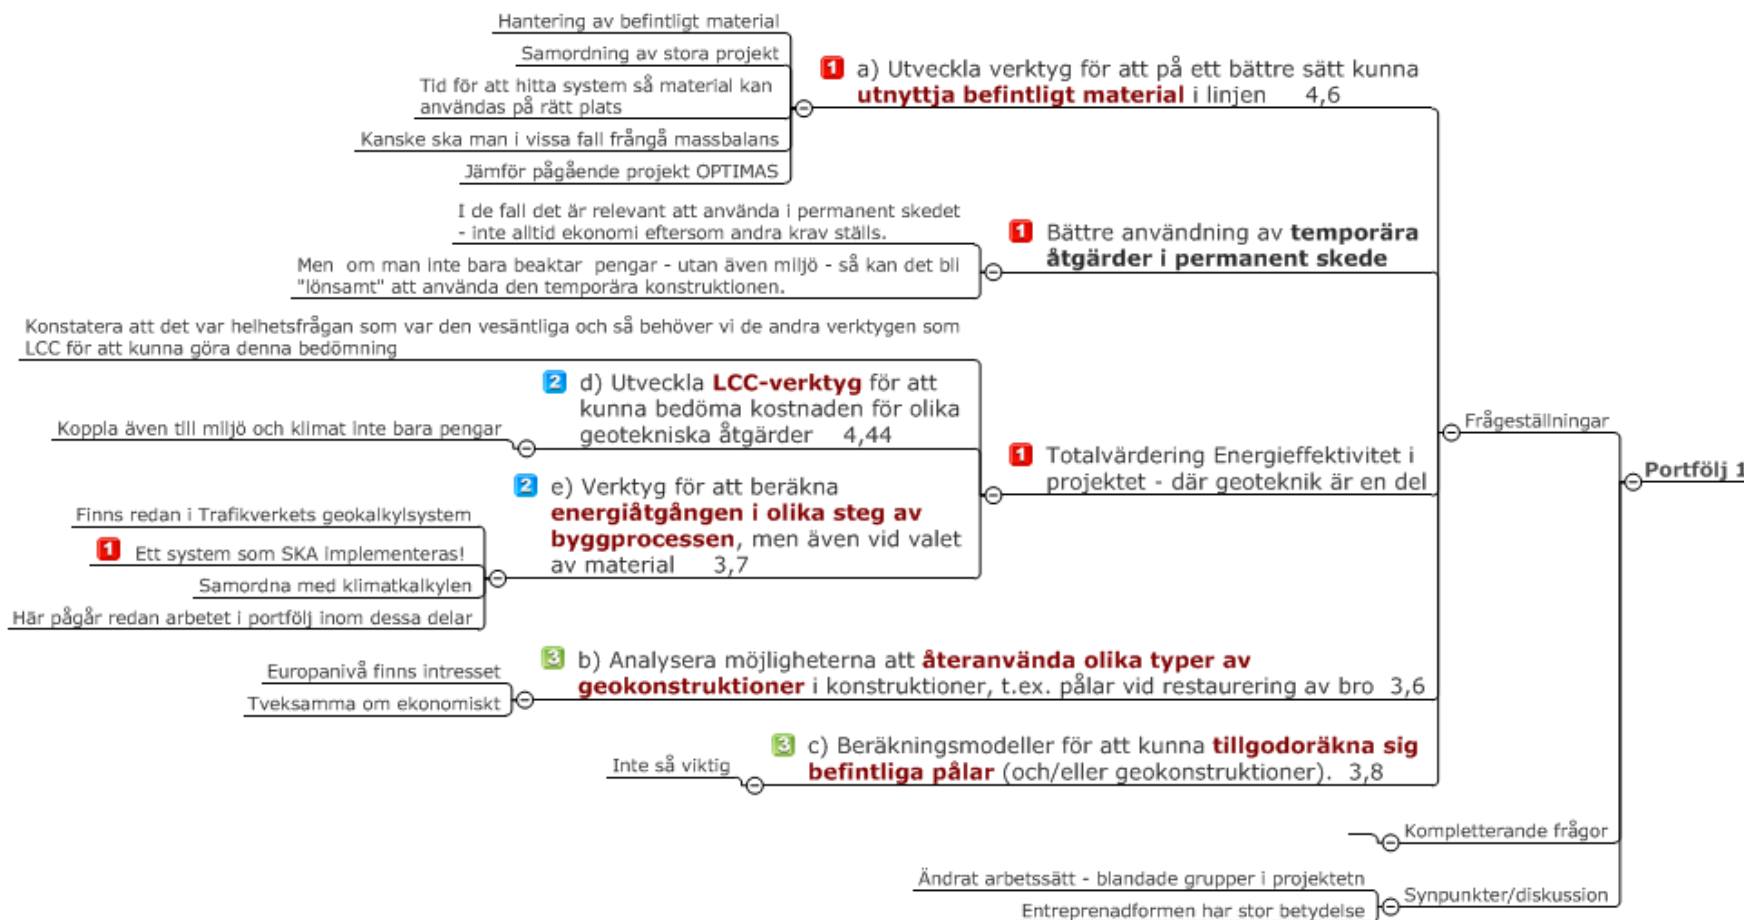 Hantering av befintligt material
Samordning av stora projekt
Tid för att hitta system så material kan
användas på rätt plats
Kanske ska man i vissa fall frångå massbalans
Jämför pågående projekt OPTIMAS
1 a) Utveckla verktyg för att på ett bättre sätt kunna
utnyttja befintligt material i linjen 4,6
I de fall det är relevant att använda i permanent skedet
- inte alltid ekonomi eftersom andra krav ställs.
Men om man inte bara beaktar pengar - utan även miljö - så kan det bli
"lönsamt" att använda den temporära konstruktionen.
1 Bättre användning av temporära
åtgärder i permanent skede
Konstatera att det var helhetsfrågan som var den vesäntliga och så behöver vi de andra verktygen som
LCC för att kunna göra denna bedömning
2 d) Utveckla LCC-verktyg för att
kunna bedöma kostnaden för olika
geotekniska åtgärder 4,44
Koppla även till miljö och klimat inte bara pengar
2 e) Verktyg för att beräkna
energiåtgången i olika steg av
byggprocessen, men även vid valet
av material 3,7
Finns redan i Trafikverkets geokalkylsystem
1 Ett system som SKA implementeras!
Samordna med klimatkalkylen
Här pågår redan arbetet i portfölj inom dessa delar
1 Totalvärdering Energieffektivitet i
projektet - där geoteknik är en del
Frågeställningar
Portfölj 1
Europanivå finns intresset
Tveksamma om ekonomiskt
3 b) Analysera möjligheterna att återanvända olika typer av
geokonstruktioner i konstruktioner, t.ex. pålar vid restaurering av bro 3,6
Inte så viktig
3 c) Beräkningsmodeller för att kunna tillgodoräkna sig
befintliga pålar (och/eller geokonstruktioner). 3,8
Kompletterande frågor
Ändrat arbetssätt - blandade grupper i projektetn
Entreprenadformen har stor betydelse
Synpunkter/diskussion